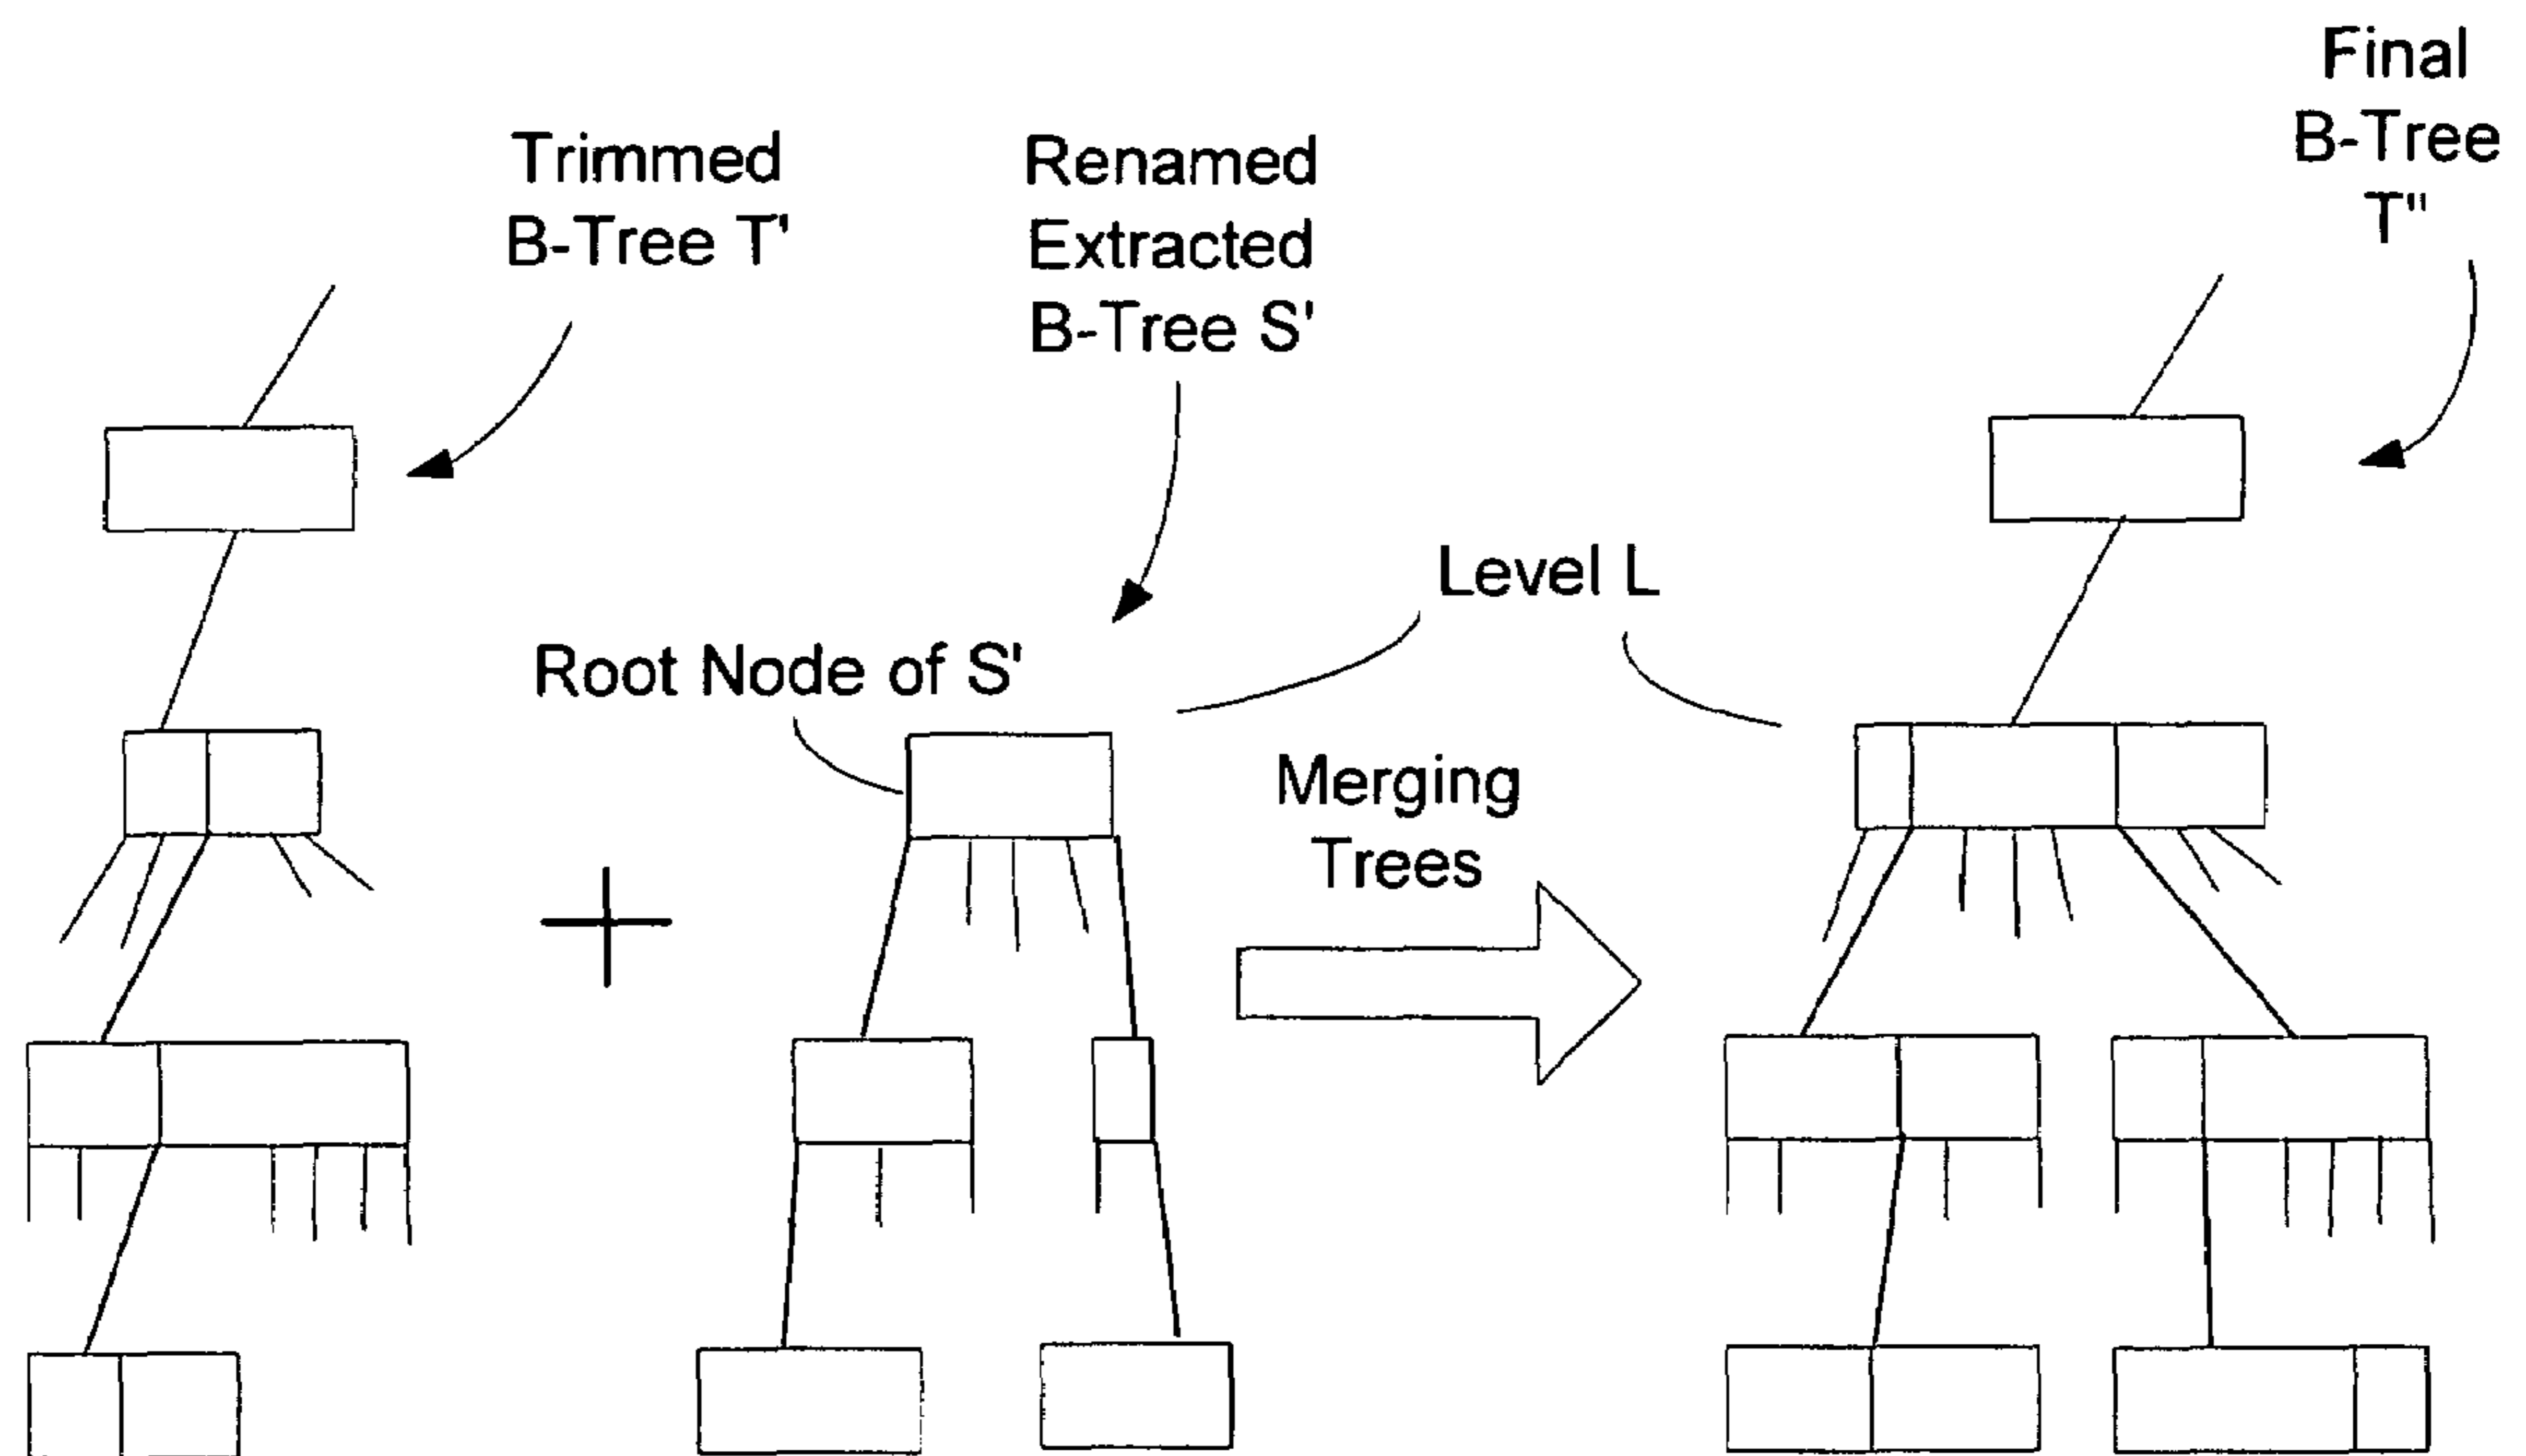 Trimmed
B-Tree T'
Renamed
Extracted
B-Tree S'
Final
B-Tree
T"
Level L
Root Node of S'
Merging
Trees